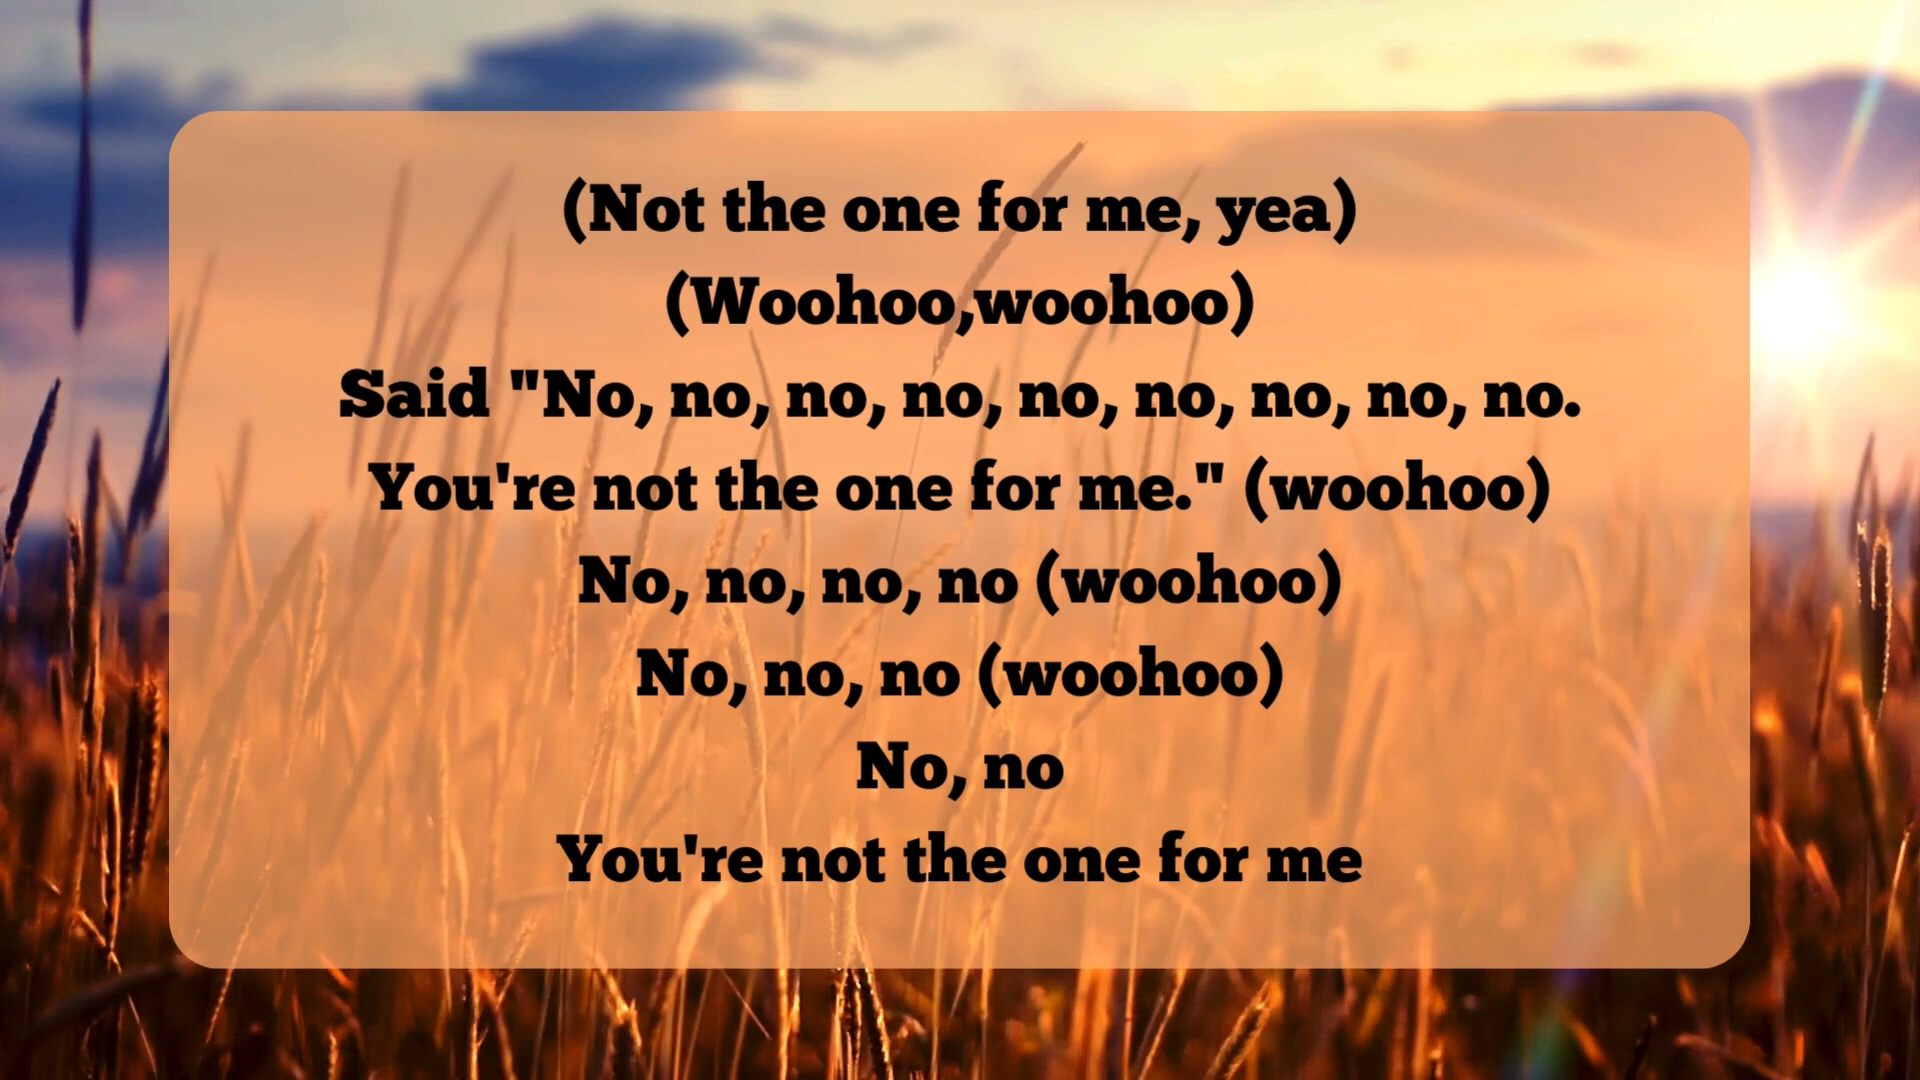 (Not the one for me, yea)
(Woohoo,woohoo)
Said "No, no, no, no, no, no, no, no, no.
You're not the one for me." (woohoo)
No, no, no, no (woohoo)
No, no, no (woohoo)
No, no
You're not the one for me